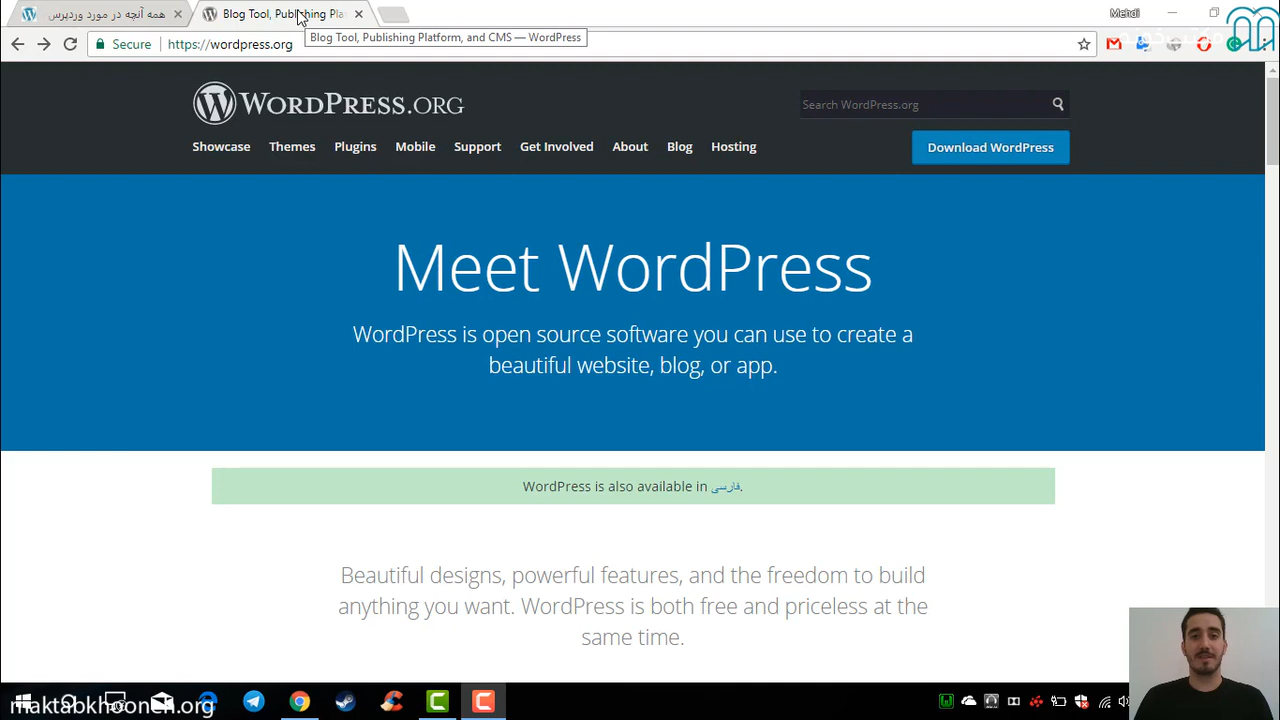 همه آنچه در مورد وردپرس
Blog Tool, Publishing Pla
Mehdi
Secure
https://wordpress.org
Blog Tool, Publishing Platform, and CMS — WordPress
WORDPRESS.ORG
Search WordPress.org
Showcase Themes Plugins Mobile Support Get Involved About Blog Hosting
Download WordPress
Meet WordPress
WordPress is open source software you can use to create a
beautiful website, blog, or app.
WordPress is also available in فارسی.
Beautiful designs, powerful features, and the freedom to build
anything you want. WordPress is both free and priceless at the
same time.
maktabkhooneh.org